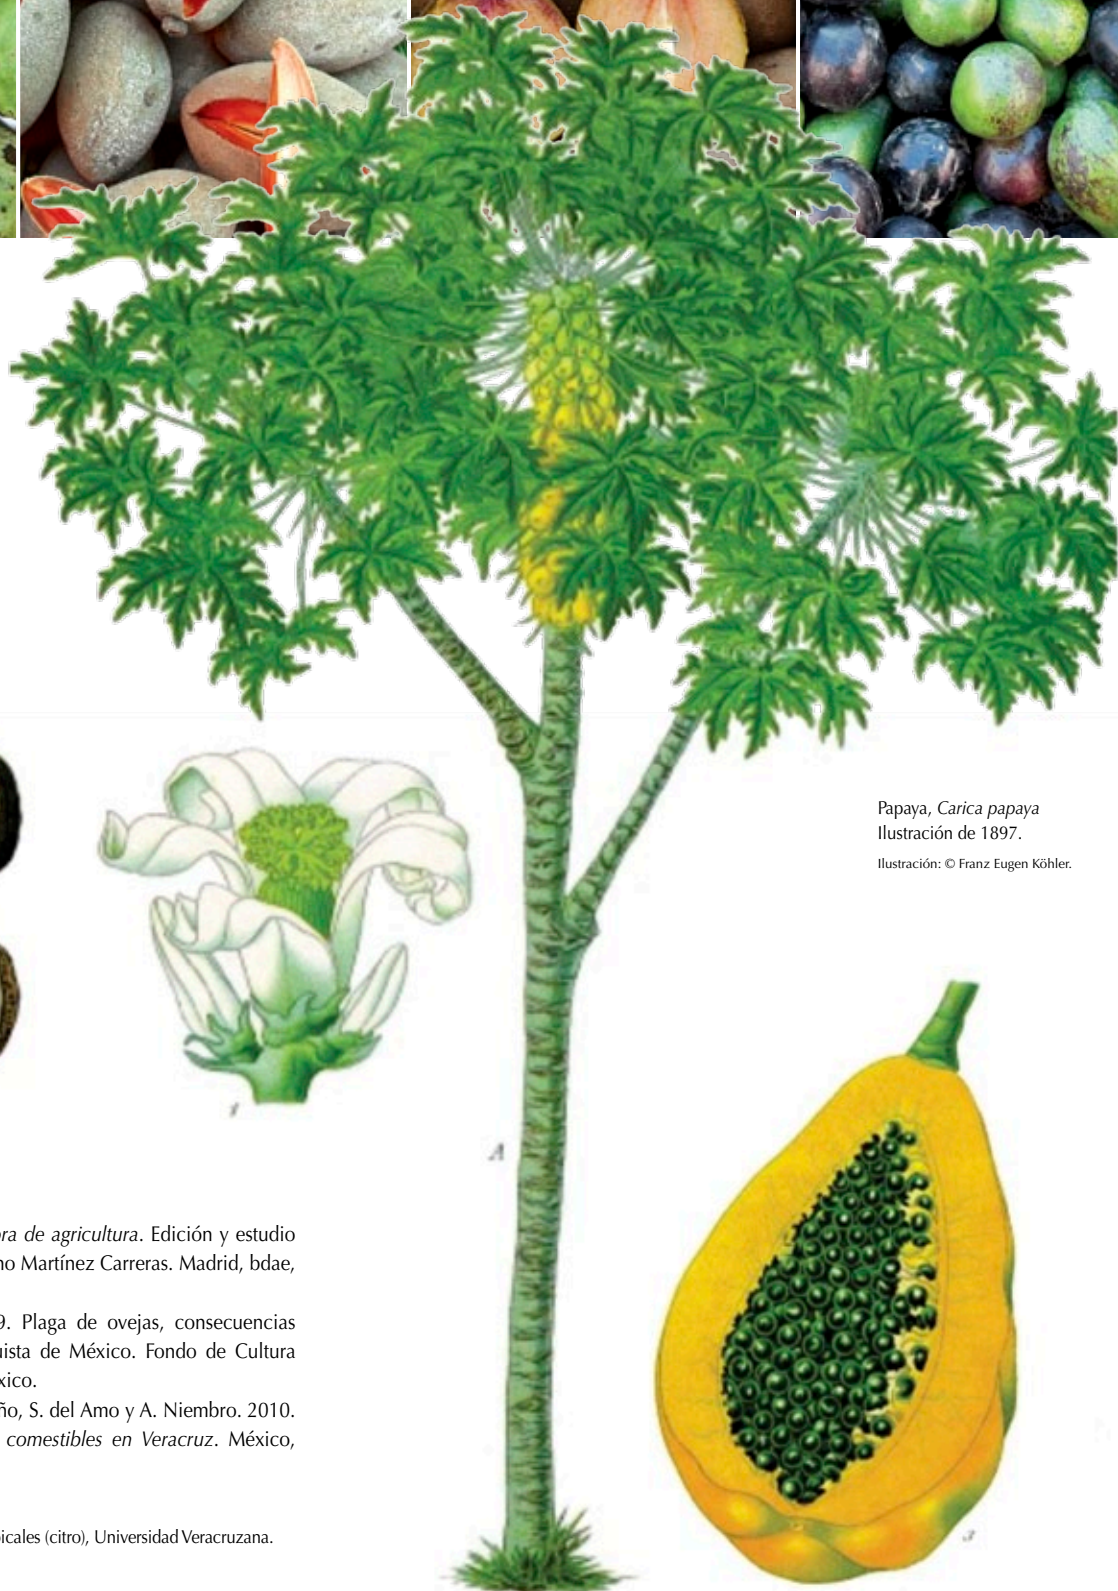 Papaya, Carica papaya
Ilustración de 1897.
Ilustración: © Franz Eugen Köhler.
1
A
3
ra de agricultura. Edición y estudio
no Martínez Carreras. Madrid, bdae,
9. Plaga de ovejas, consecuencias
uista de México. Fondo de Cultura
xico.
ño, S. del Amo y A. Niembro. 2010.
comestibles en Veracruz. México,
icales (citro), Universidad Veracruzana.